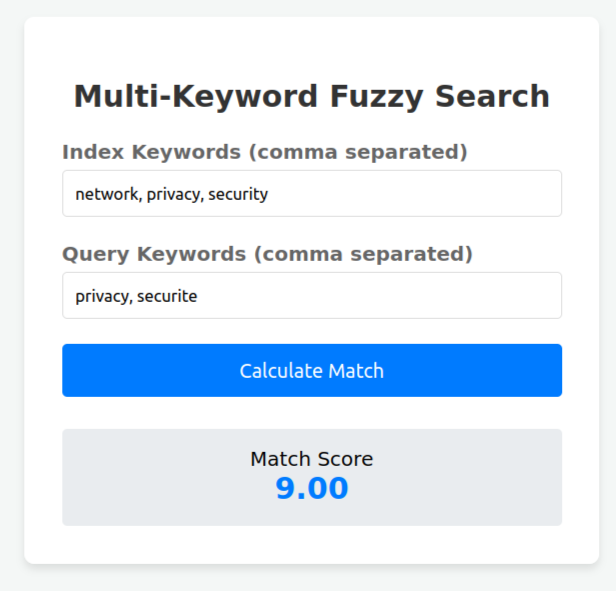 Multi-Keyword Fuzzy Search
Index Keywords (comma separated)
network, privacy, security
Query Keywords (comma separated)
privacy, securite
Calculate Match
Match Score
9.00